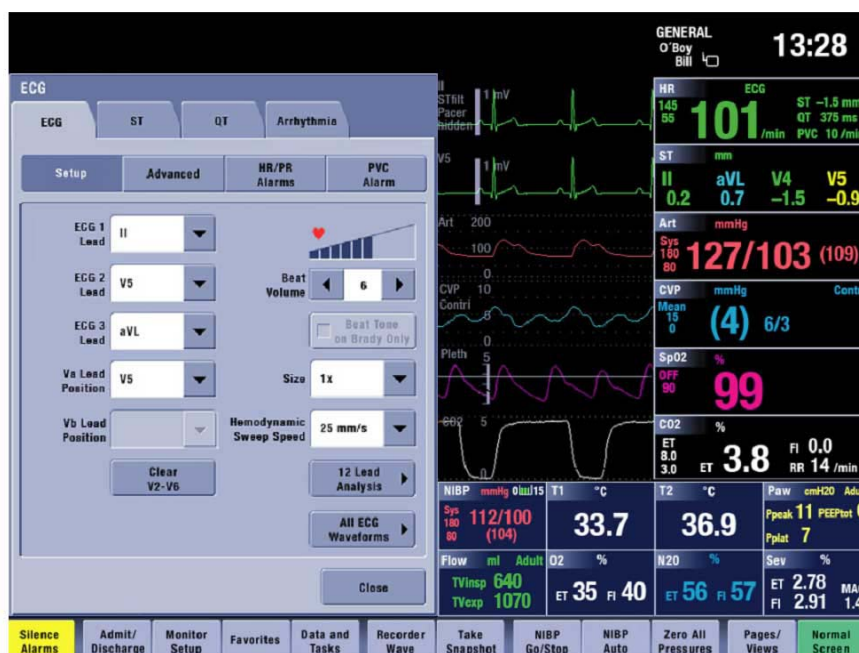 GENERAL
O'Boy
Bill
13:28
ECG
ECG
ST
QT
Arrhythmia
Setup
Advanced
HR/PR
Alarms
PVC
Alarm
ECG 1
Lead
II
ECG 2
Lead
V5
ECG 3
Lead
aVL
Va Lead
Position
V5
Vb Lead
Position
Clear
V2-V6
Beat
Volume
6
Beat Tone
on Brady Only
Size
1x
Hemodynamic
Sweep Speed
25 mm/s
12 Lead
Analysis
All ECG
Waveforms
Close
II
1 mV
STfilt
Pacer
hidden
V5
1 mV
Art 200
100
0
CVP 10
Contri
5
0
Pleth 5
CO2 5
0
HR ECG
145
55
101
/min
ST -1.5 mm
QT 375 ms
PVC 10 /min
ST mm
II aVL V4 V5
0.2 0.7 -1.5 -0.9
Art mmHg
Sys
180
80
127/103 (109)
CVP mmHg
Mean
15
0
(4) 6/3
SpO2 %
OFF
90
99
CO2 %
ET
8.0
3.0
ET 3.8
FI 0.0
RR 14 /min
NIBP mmHg 0 15
Sys
180
80
112/100
(104)
T1 °C
33.7
T2 °C
36.9
Paw cmH2O
Ppeak 11 PEEPtot
Pplat 7
Flow ml Adult
TVinsp 640
TVexp 1070
O2 %
ET 35 FI 40
N2O %
ET 56 FI 57
Sev %
ET 2.78
FI 2.91
Silence
Alarms
Admit/
Discharge
Monitor
Setup
Favorites
Data and
Tasks
Recorder
Wave
Take
Snapshot
NIBP
Go/Stop
NIBP
Auto
Zero All
Pressures
Pages/
Views
Normal
Screen